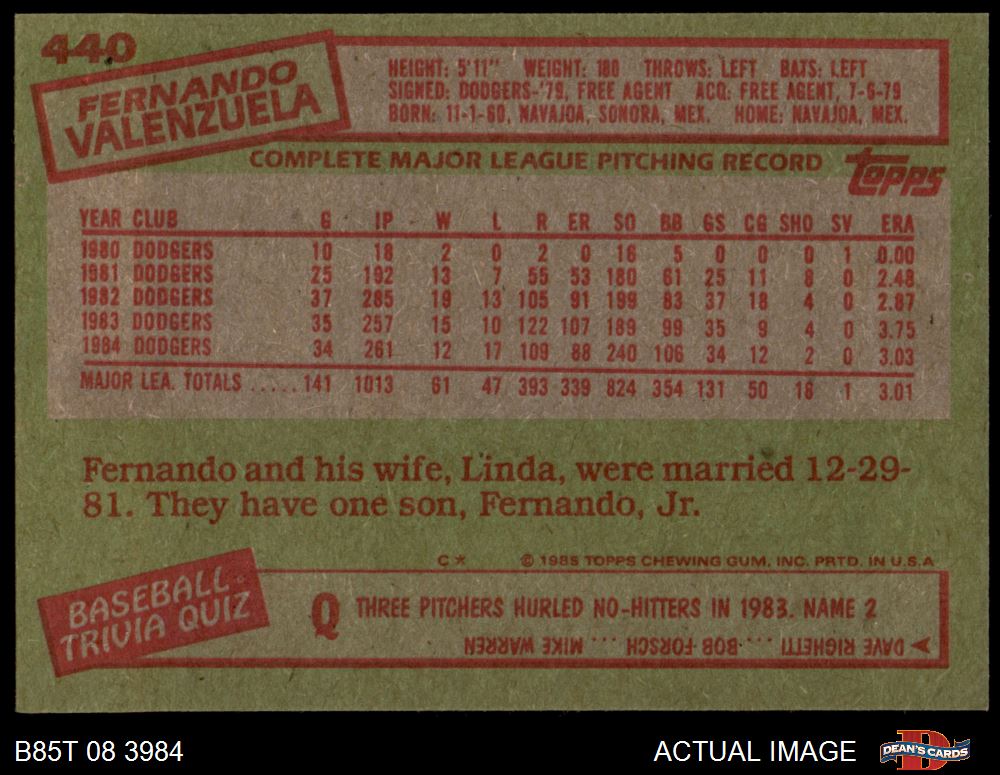 440
FERNANDO
VALENZUELA
HEIGHT: 5'11" WEIGHT: 180 THROWS: LEFT BATS: LEFT
SIGNED: DODGERS-'79, FREE AGENT ACQ: FREE AGENT, 7-6-79
BORN: 11-1-60, NAVAJOA, SONORA, MEX. HOME: NAVAJOA, MEX.
COMPLETE MAJOR LEAGUE PITCHING RECORD
TOPPS
YEAR CLUB G IP W L R ER SO BB GS CG SHO SV ERA
1980 DODGERS 10 18 2 0 2 0 16 5 0 0 0 1 0.00
1981 DODGERS 25 192 13 7 55 53 180 61 25 11 8 0 2.48
1982 DODGERS 37 285 19 13 105 91 199 83 37 18 4 0 2.87
1983 DODGERS 35 257 15 10 122 107 189 99 35 9 4 0 3.75
1984 DODGERS 34 261 12 17 109 88 240 106 34 12 2 0 3.03
MAJOR LEA. TOTALS ..... 141 1013 61 47 393 339 824 354 131 50 18 1 3.01
Fernando and his wife, Linda, were married 12-29-
81. They have one son, Fernando, Jr.
C* © 1985 TOPPS CHEWING GUM, INC. PRTD. IN U.S.A
BASEBALL
TRIVIA QUIZ
Q THREE PITCHERS HURLED NO-HITTERS IN 1983. NAME 2
DAVE RIGHETTI .... BOB FORSCH .... MIKE WARREN
B85T 08 3984
ACTUAL IMAGE
DEAN'S CARDS